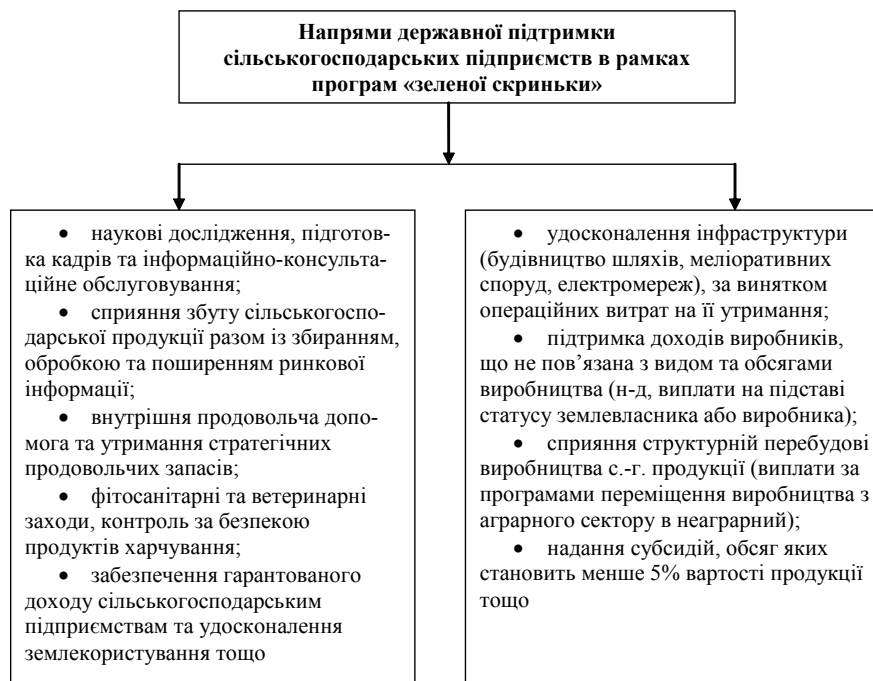 Напрями державної підтримки
сільськогосподарських підприємств в рамках
програм «зеленої скриньки»
• наукові дослідження, підготов-
ка кадрів та інформаційно-консульта-
ційне обслуговування;
• сприяння збуту сільськогоспо-
дарської продукції разом із збиранням,
обробкою та поширенням ринкової
інформації;
• внутрішня продовольча допо-
мога та утримання стратегічних
продовольчих запасів;
• фітосанітарні та ветеринарні
заходи, контроль за безпекою
продуктів харчування;
• забезпечення гарантованого
доходу сільськогосподарським
підприємствам та удосконалення
землекористування тощо
• удосконалення інфраструктури
(будівництво шляхів, меліоративних
споруд, електромереж), за винятком
операційних витрат на її утримання;
• підтримка доходів виробників,
що не пов’язана з видом та обсягами
виробництва (н-д, виплати на підставі
статусу землевласника або виробника);
• сприяння структурній перебудові
виробництва с.-г. продукції (виплати за
програмами переміщення виробництва з
аграрного сектору в неаграрний);
• надання субсидій, обсяг яких
становить менше 5% вартості продукції
тощо